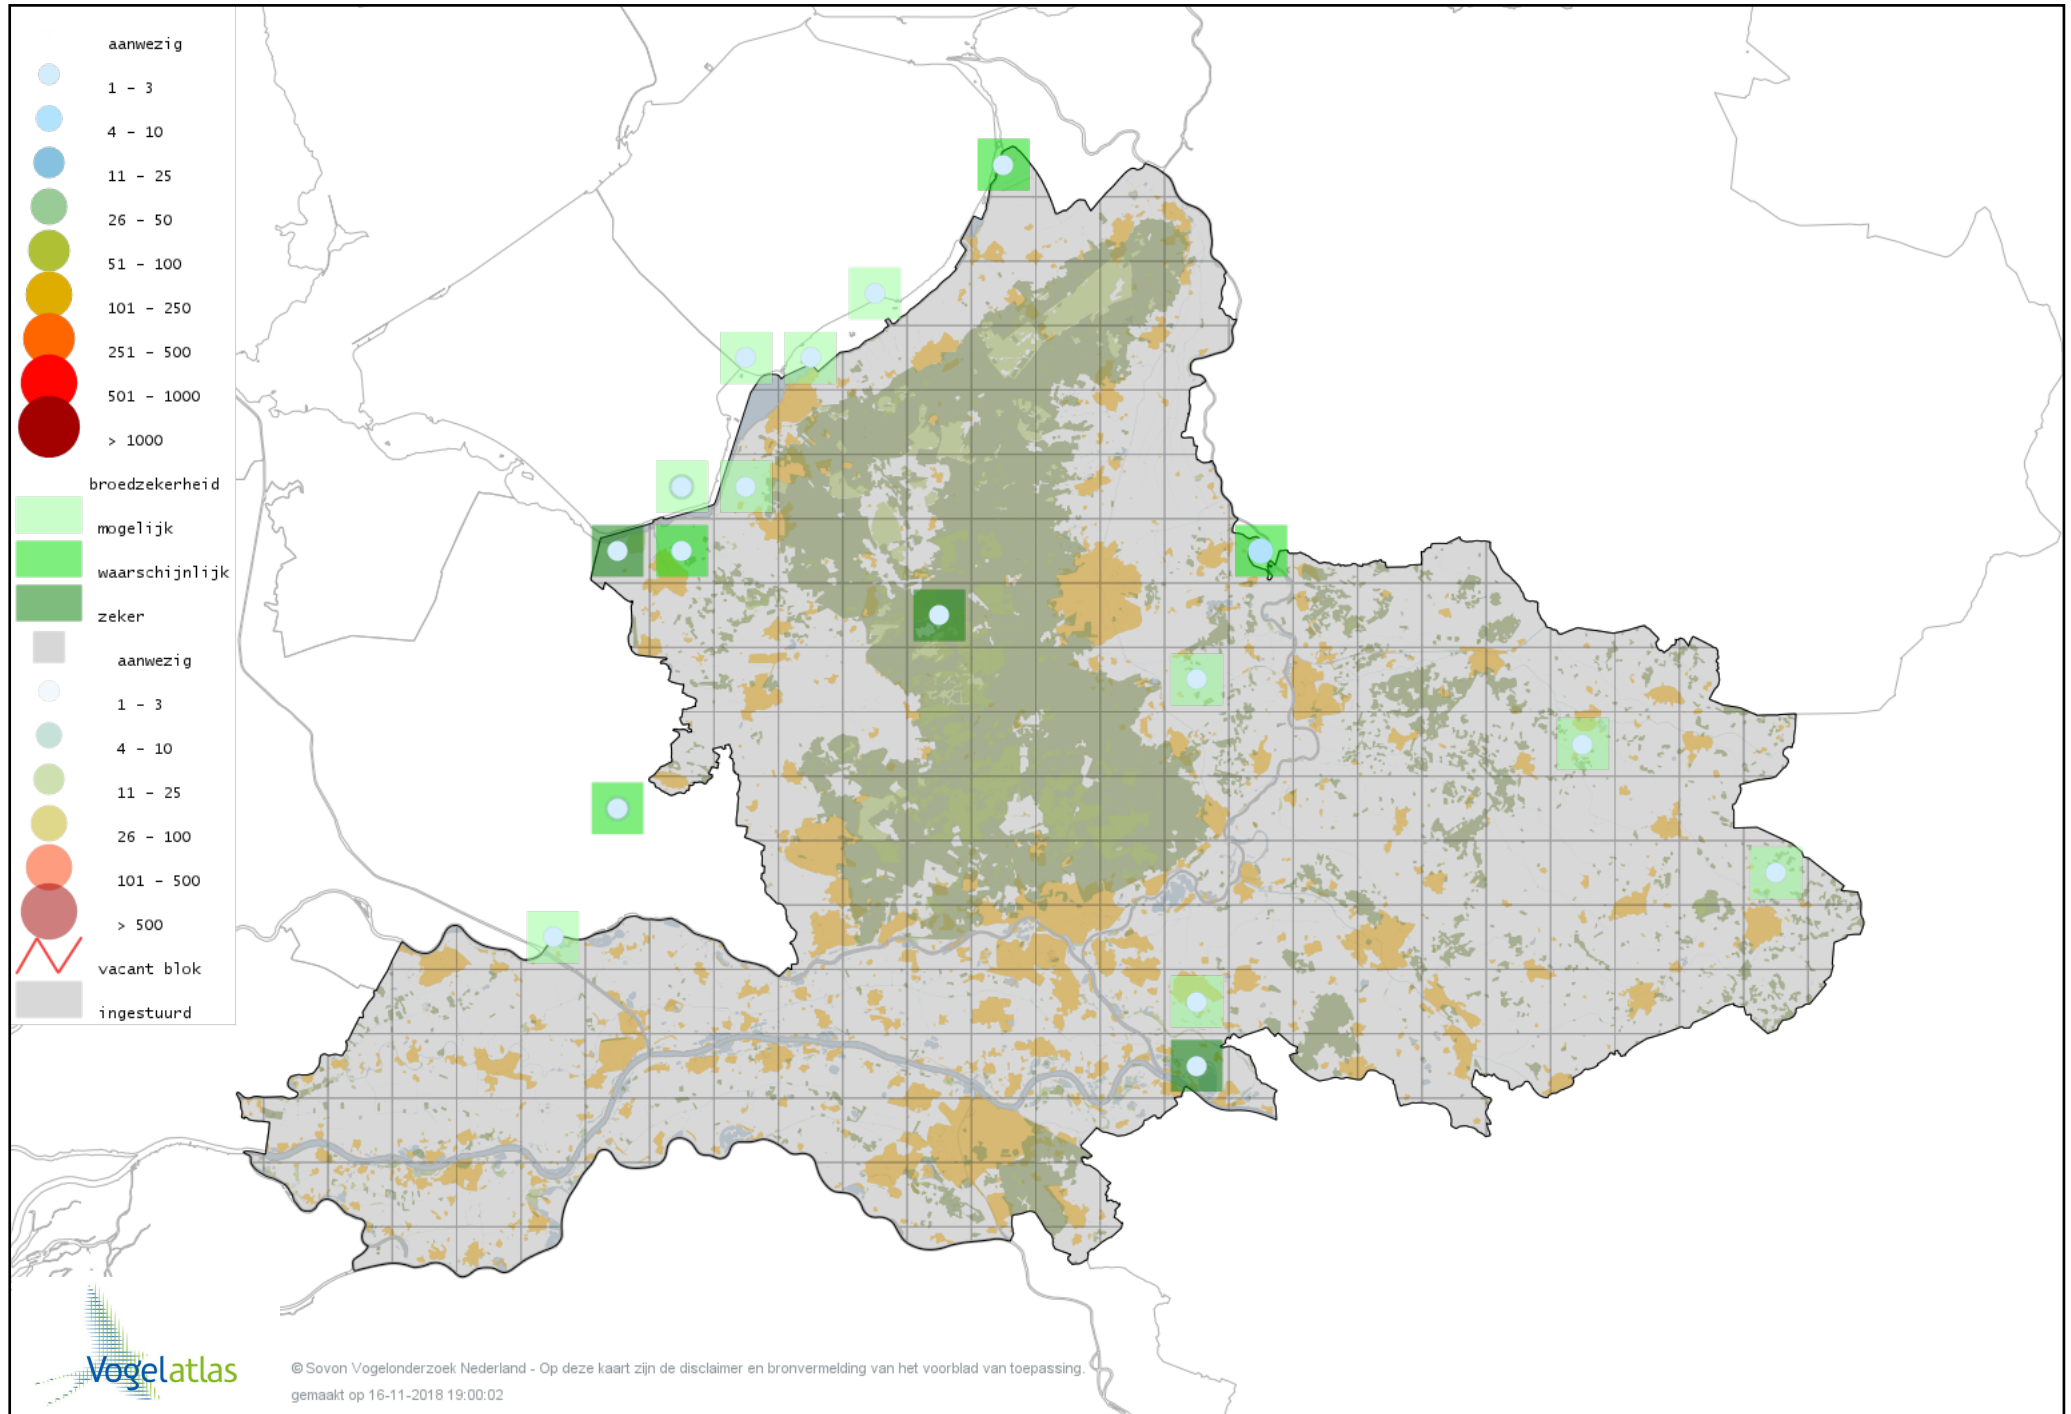 aanwezig
1 - 3
4 - 10
11 - 25
26 - 50
51 - 100
101 - 250
251 - 500
501 - 1000
> 1000
broedzekerheid
mogelijk
waarschijnlijk
zeker
aanwezig
1 - 3
4 - 10
11 - 25
26 - 100
101 - 500
> 500
vacant blok
ingestuurd
Vogelatlas
© Sovon Vogelonderzoek Nederland - Op deze kaart zijn de disclaimer en bronvermelding van het voorblad van toepassing.
gemaakt op 16-11-2018 19:00:02